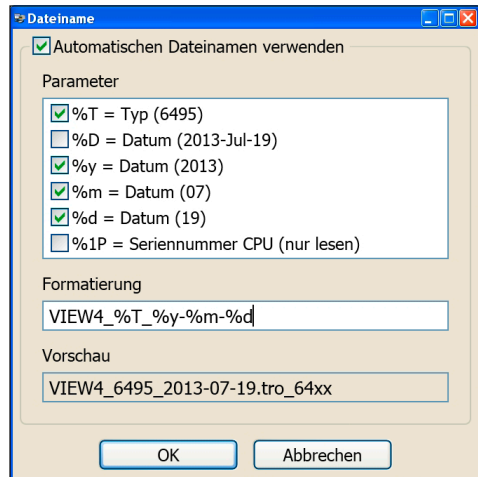 Dateiname
Automatischen Dateinamen verwenden
Parameter
%T = Typ (6495)
%D = Datum (2013-Jul-19)
%y = Datum (2013)
%m = Datum (07)
%d = Datum (19)
%1P = Seriennummer CPU (nur lesen)
Formatierung
VIEW4_%T_%y-%m-%d
Vorschau
VIEW4_6495_2013-07-19.tro_64xx
OK
Abbrechen